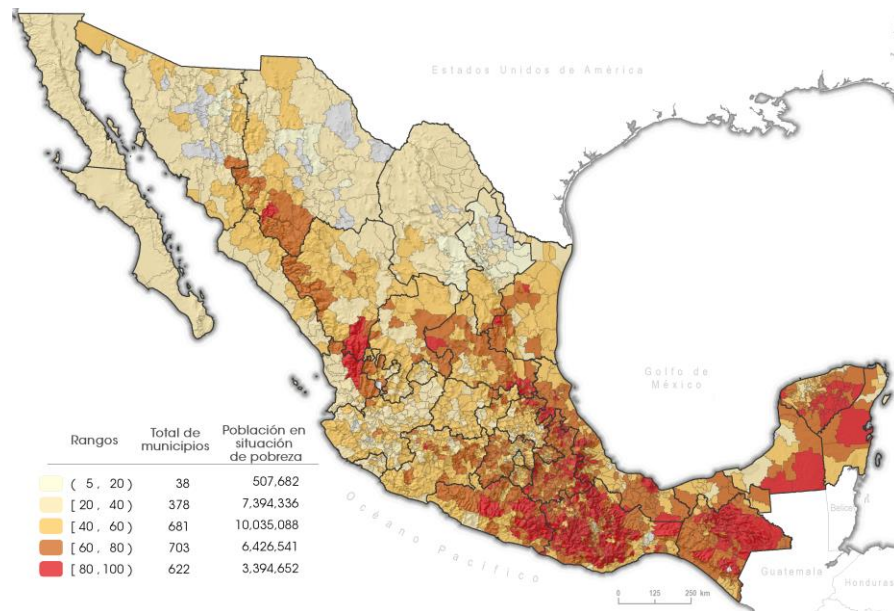 Estados Unidos de América
Golfo de
México
Rangos
Total de
municipios
Población en
situación
de pobreza
( 5 , 20) 38 507,682
[ 20 , 40) 378 7,394,336
[ 40 , 60) 681 10,035,088
[ 60 , 80) 703 6,426,541
[ 80 , 100) 622 3,394,652
Océano Pacífico
Belice
Guatemala
Honduras
0 125 250 km